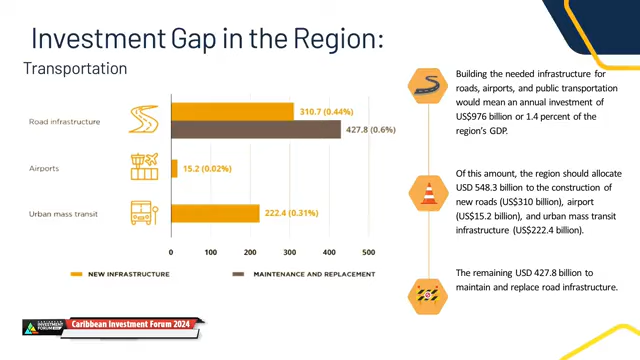 Investment Gap in the Region:
Transportation
Road infrastructure
310.7 (0.44%)
427.8 (0.6%)
Airports
15.2 (0.02%)
Urban mass transit
222.4 (0.31%)
0 100 200 300 400 500
NEW INFRASTRUCTURE
MAINTENANCE AND REPLACEMENT
Building the needed infrastructure for
roads, airports, and public transportation
would mean an annual investment of
US$976 billion or 1.4 percent of the
region's GDP.
Of this amount, the region should allocate
USD 548.3 billion to the construction of
new roads (US$310 billion), airport
(US$15.2 billion), and urban mass transit
infrastructure (US$222.4 billion).
The remaining USD 427.8 billion to
maintain and replace road infrastructure.
INVESTMENT
FORUM
Caribbean Investment Forum 2024